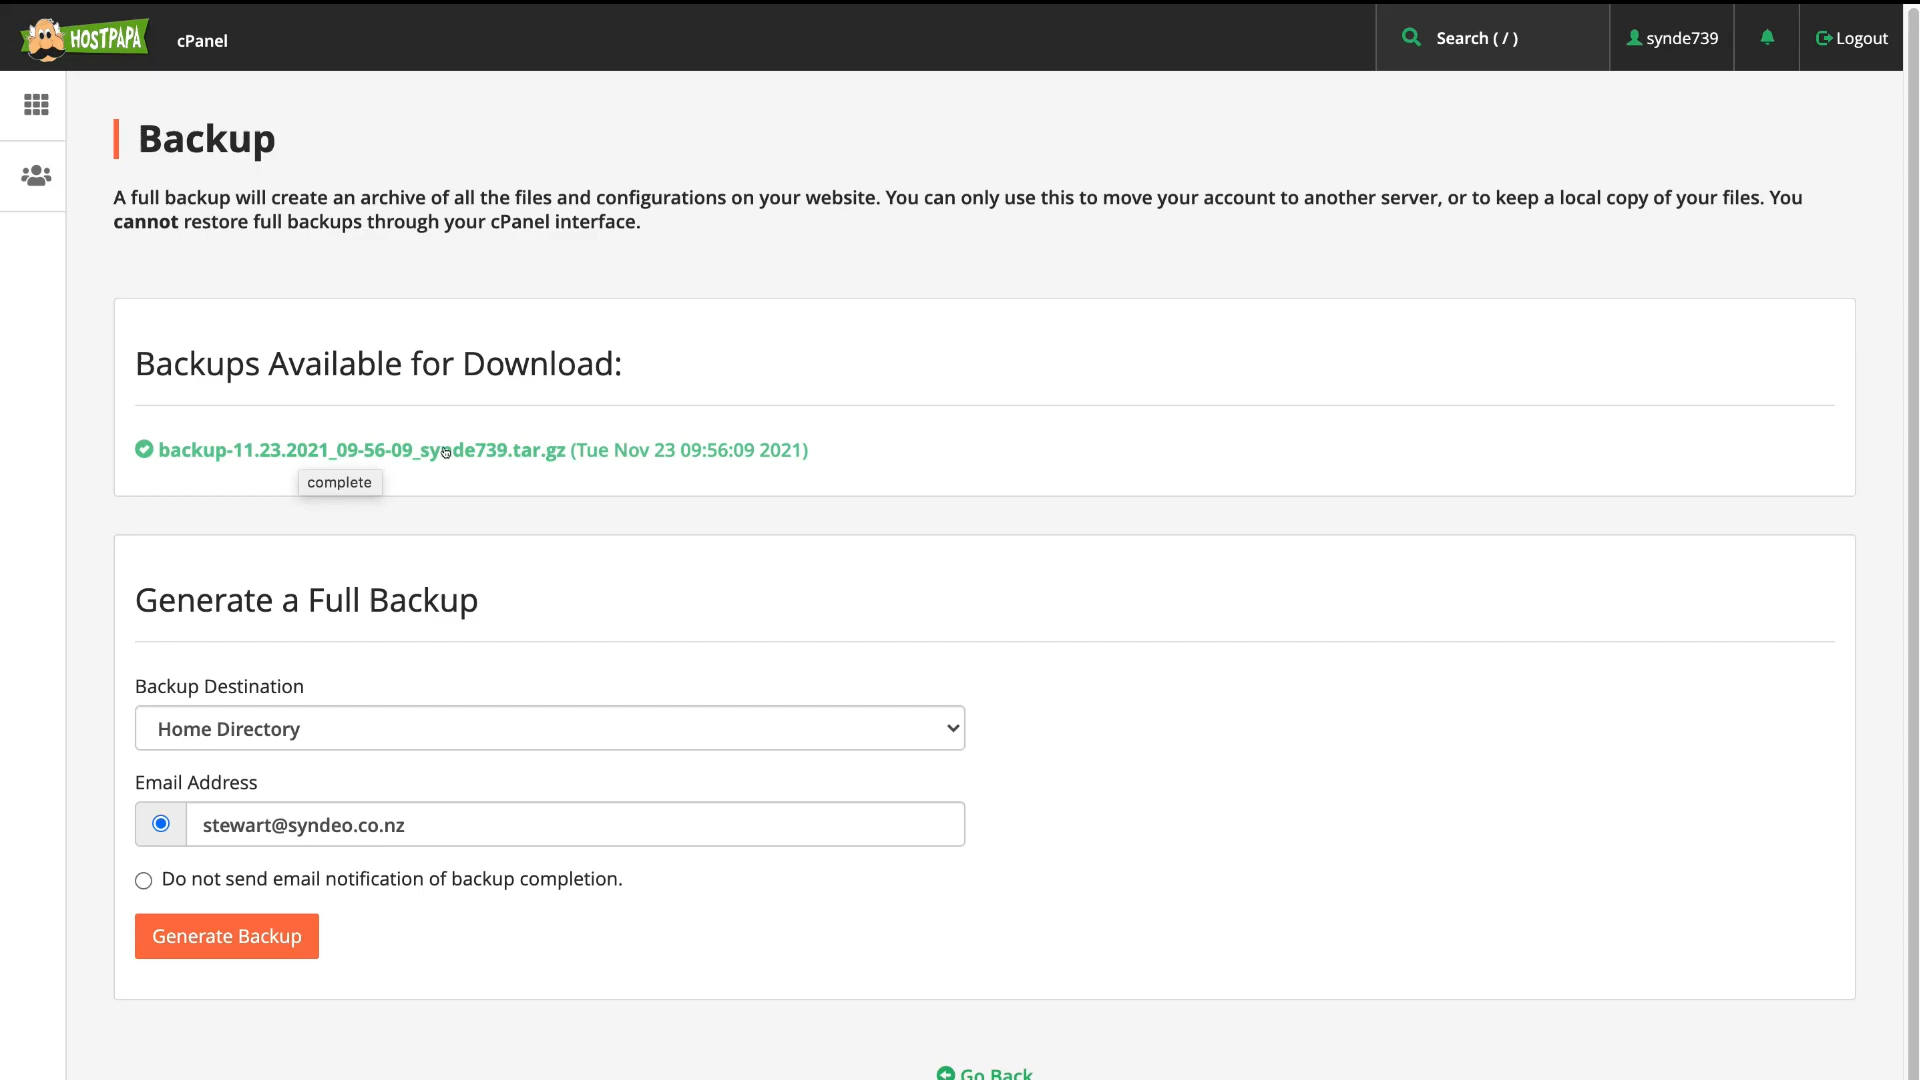 HOSTPAPA
cPanel
Search ( / )
synde739
Logout
Backup
A full backup will create an archive of all the files and configurations on your website. You can only use this to move your account to another server, or to keep a local copy of your files. You
cannot restore full backups through your cPanel interface.
Backups Available for Download:
backup-11.23.2021_09-56-09_synde739.tar.gz (Tue Nov 23 09:56:09 2021)
complete
Generate a Full Backup
Backup Destination
Home Directory
Email Address
stewart@syndeo.co.nz
Do not send email notification of backup completion.
Generate Backup
Go Back